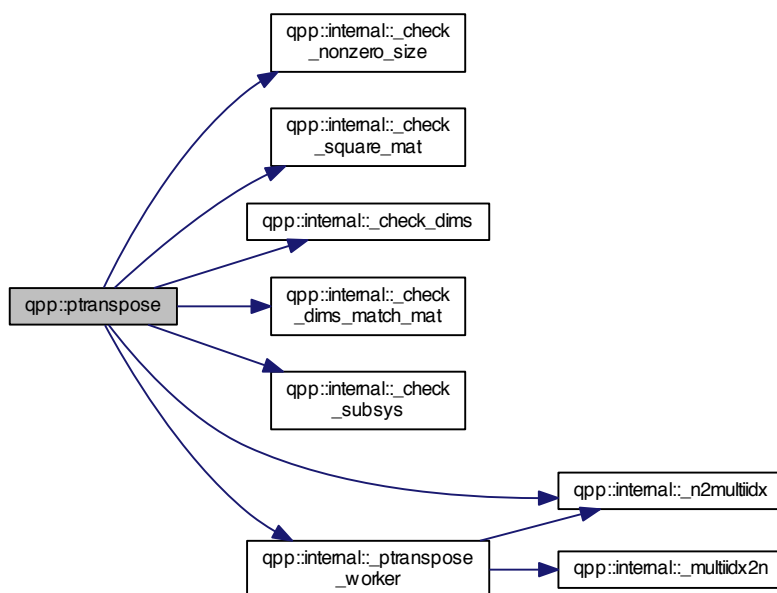 qpp::internal::_check
_nonzero_size
qpp::internal::_check
_square_mat
qpp::internal::_check_dims
qpp::ptranspose
qpp::internal::_check
_dims_match_mat
qpp::internal::_check
_subsys
qpp::internal::_n2multiidx
qpp::internal::_ptranspose
_worker
qpp::internal::_multiidx2n